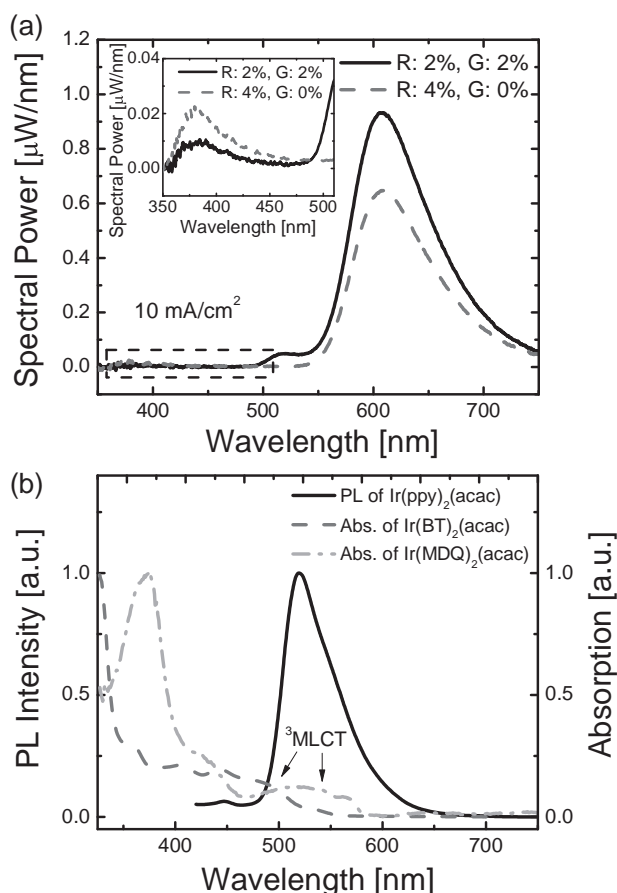 (a)
1.2
1.0
0.8
0.6
0.4
0.2
0.0
Spectral Power [μW/nm]
R: 2%, G: 2%
R: 4%, G: 0%
0.04
0.02
0.00
Spectral Power [μW/nm]
R: 2%, G: 2%
R: 4%, G: 0%
350 400 450 500
Wavelength [nm]
10 mA/cm²
400 500 600 700
Wavelength [nm]
(b)
PL of Ir(ppy)₂(acac)
Abs. of Ir(BT)₂(acac)
Abs. of Ir(MDQ)₂(acac)
1.0
0.5
0.0
PL Intensity [a.u.]
³MLCT
1.0
0.5
0.0
Absorption [a.u.]
400 500 600 700
Wavelength [nm]